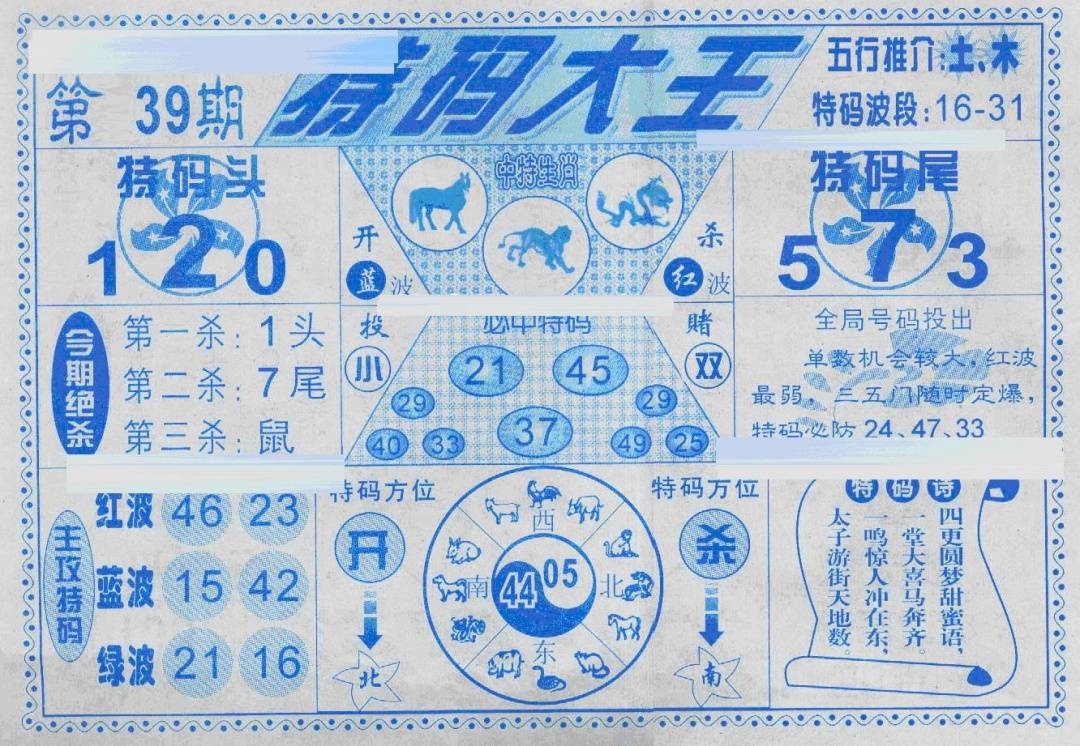 第 39期
特码大王
五行推介:土、木
特码波段:16-31
特码头
1 2 0
中特生肖
开
蓝波
杀
红波
特码尾
5 7 3
今期绝杀
第一杀:1头
第二杀:7尾
第三杀:鼠
投
小
必中特码
21 45
29 29
40 33 37 49 25
赌
双
全局号码投出
单数机会较大,红波
最弱,三五门随时定爆,
特码必防24、47、33
主攻特码
红波 46 23
蓝波 15 42
绿波 21 16
特码方位
开
北
西
南 44 05 北
东
特码方位
杀
南
特码诗
四更圆梦甜蜜语,
一堂大喜马奔齐。
一鸣惊人冲在东,
太子游街天地数。